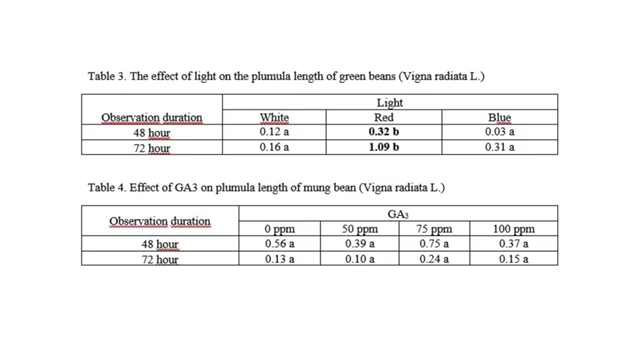 Table 3. The effect of light on the plumula length of green beans (Vigna radiata L.)
Light
Observation duration White Red Blue
48 hour 0.12 a 0.32 b 0.03 a
72 hour 0.16 a 1.09 b 0.31 a
Table 4. Effect of GA3 on plumula length of mung bean (Vigna radiata L.)
Observation duration GA3
0 ppm 50 ppm 75 ppm 100 ppm
48 hour 0.56 a 0.39 a 0.75 a 0.37 a
72 hour 0.13 a 0.10 a 0.24 a 0.15 a